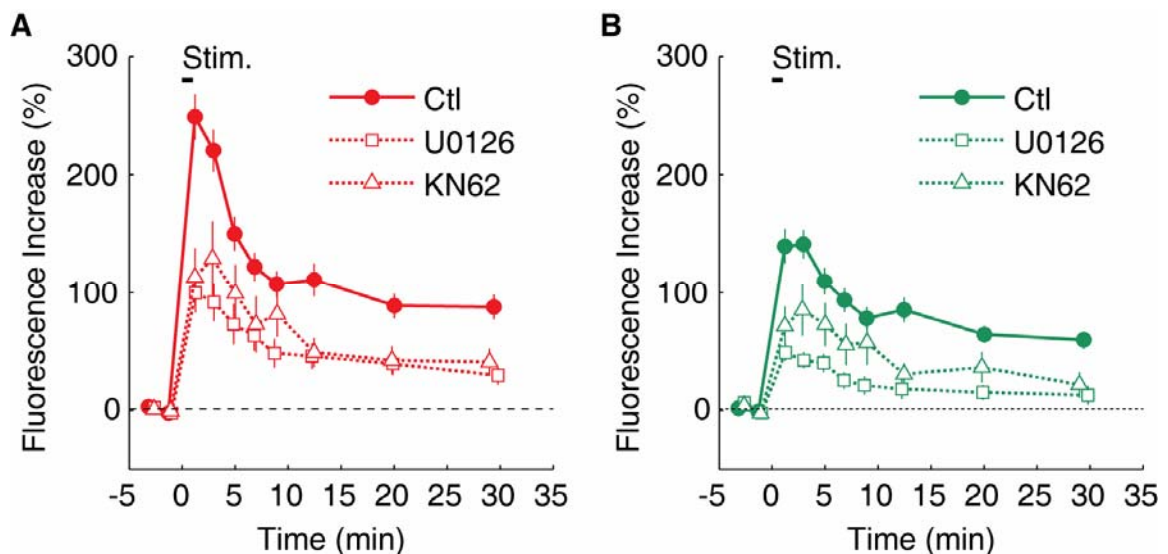 A
Fluorescence Increase (%)
300
200
100
0
Stim.
Ctl
U0126
KN62
-5 0 5 10 15 20 25 30 35
Time (min)
B
Fluorescence Increase (%)
300
200
100
0
Stim.
Ctl
U0126
KN62
-5 0 5 10 15 20 25 30 35
Time (min)